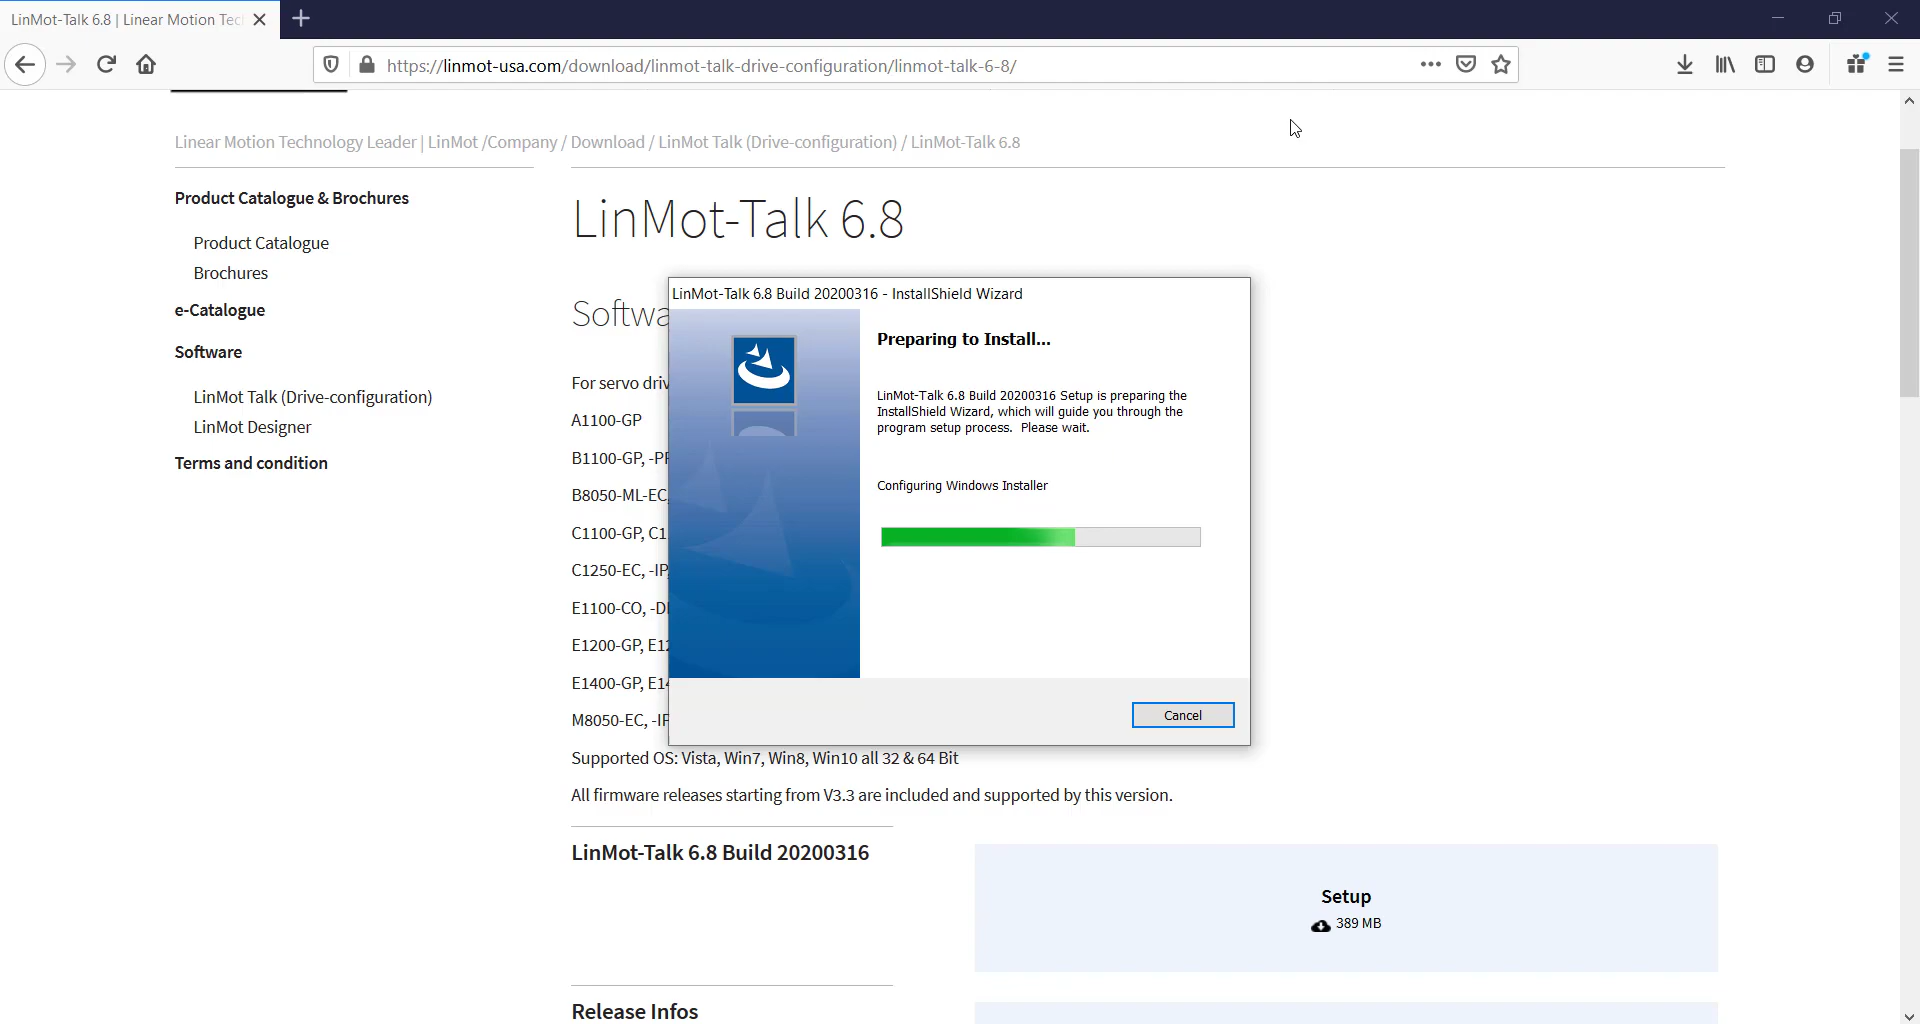 LinMot-Talk 6.8 | Linear Motion Tec
https://linmot-usa.com/download/linmot-talk-drive-configuration/linmot-talk-6-8/
Linear Motion Technology Leader | LinMot /Company / Download / LinMot Talk (Drive-configuration) / LinMot-Talk 6.8
Product Catalogue & Brochures
Product Catalogue
Brochures
e-Catalogue
Software
LinMot Talk (Drive-configuration)
LinMot Designer
Terms and condition
LinMot-Talk 6.8
Softwa
For servo driv
A1100-GP
B1100-GP, -PP
B8050-ML-EC,
C1100-GP, C1
C1250-EC, -IP,
E1100-CO, -D
E1200-GP, E12
E1400-GP, E14
M8050-EC, -IP
Supported OS: Vista, Win7, Win8, Win10 all 32 & 64 Bit
All firmware releases starting from V3.3 are included and supported by this version.
LinMot-Talk 6.8 Build 20200316 - InstallShield Wizard
Preparing to Install...
LinMot-Talk 6.8 Build 20200316 Setup is preparing the
InstallShield Wizard, which will guide you through the
program setup process. Please wait.
Configuring Windows Installer
Cancel
LinMot-Talk 6.8 Build 20200316
Setup
389 MB
Release Infos